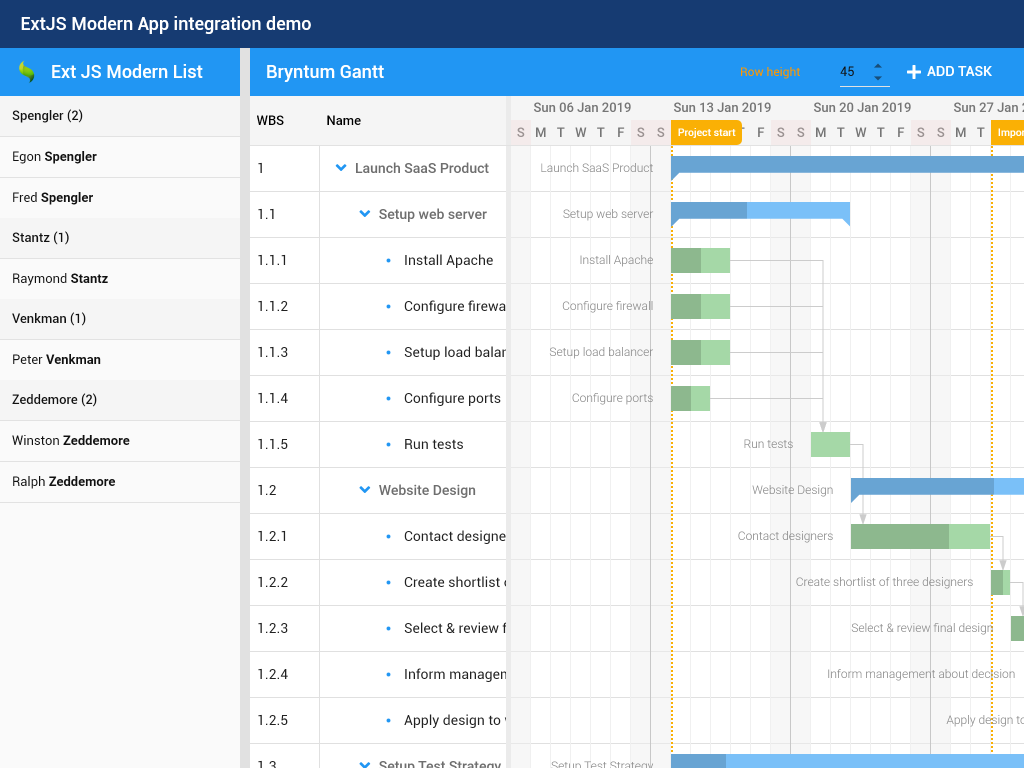 ExtJS Modern App integration demo
Ext JS Modern List
Spengler (2)
Egon Spengler
Fred Spengler
Stantz (1)
Raymond Stantz
Venkman (1)
Peter Venkman
Zeddemore (2)
Winston Zeddemore
Ralph Zeddemore
Bryntum Gantt
Row height
45
ADD TASK
WBS Name
Sun 06 Jan 2019 Sun 13 Jan 2019 Sun 20 Jan 2019 Sun 27 Jan 2
S M T W T F S S Project start F S S M T W T F S S M T Impor
1 Launch SaaS Product Launch SaaS Product
1.1 Setup web server Setup web server
1.1.1 Install Apache Install Apache
1.1.2 Configure firewa Configure firewall
1.1.3 Setup load balan Setup load balancer
1.1.4 Configure ports Configure ports
1.1.5 Run tests Run tests
1.2 Website Design Website Design
1.2.1 Contact designe Contact designers
1.2.2 Create shortlist Create shortlist of three designers
1.2.3 Select & review f Select & review final design
1.2.4 Inform managem Inform management about decision
1.2.5 Apply design to Apply design to
1.3 Setup Test Strategy Setup Test Strategy